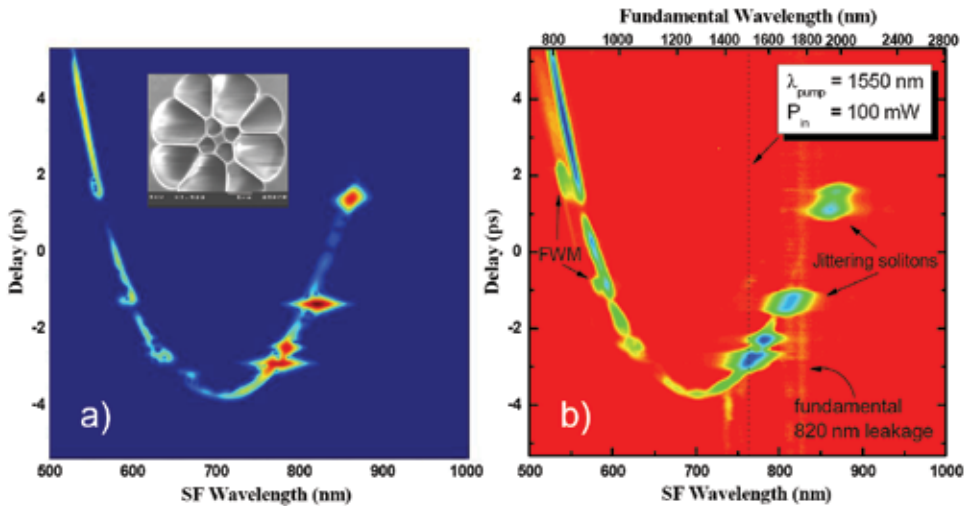 Fundamental Wavelength (nm)
800 1000 1200 1400 1600 1800 2000 2400 2800
4
2
0
-2
-4
Delay (ps)
a)
500 600 700 800 900 1000
SF Wavelength (nm)
4
2
0
-2
-4
Delay (ps)
λpump = 1550 nm
Pin = 100 mW
FWM
Jittering solitons
fundamental
820 nm leakage
b)
500 600 700 800 900 1000
SF Wavelength (nm)